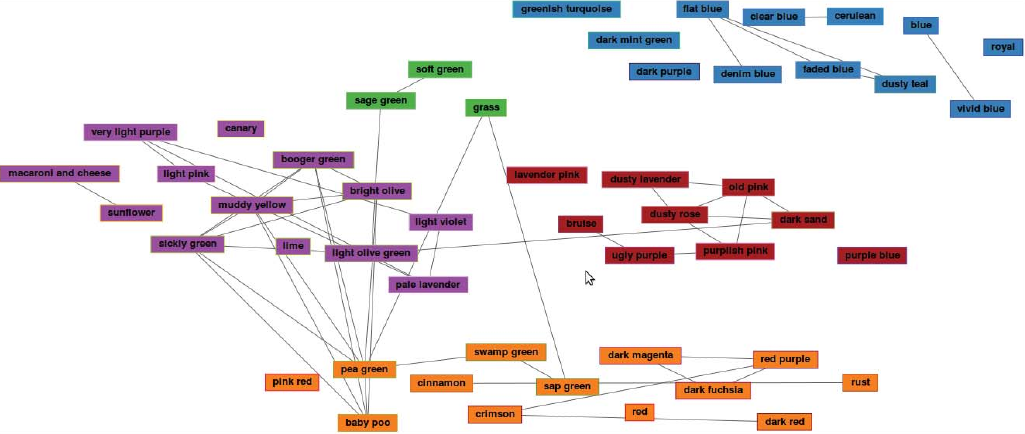 greenish turquoise
flat blue
clear blue
cerulean
blue
dark mint green
royal
soft green
dark purple
denim blue
faded blue
dusty teal
sage green
grass
vivid blue
very light purple
canary
booger green
macaroni and cheese
light pink
lavender pink
dusty lavender
old pink
bright olive
sunflower
muddy yellow
light violet
bruise
dusty rose
dark sand
sickly green
lime
light olive green
ugly purple
purplish pink
purple blue
pale lavender
swamp green
dark magenta
red purple
pea green
pink red
cinnamon
sap green
dark fuchsia
rust
crimson
red
dark red
baby poo